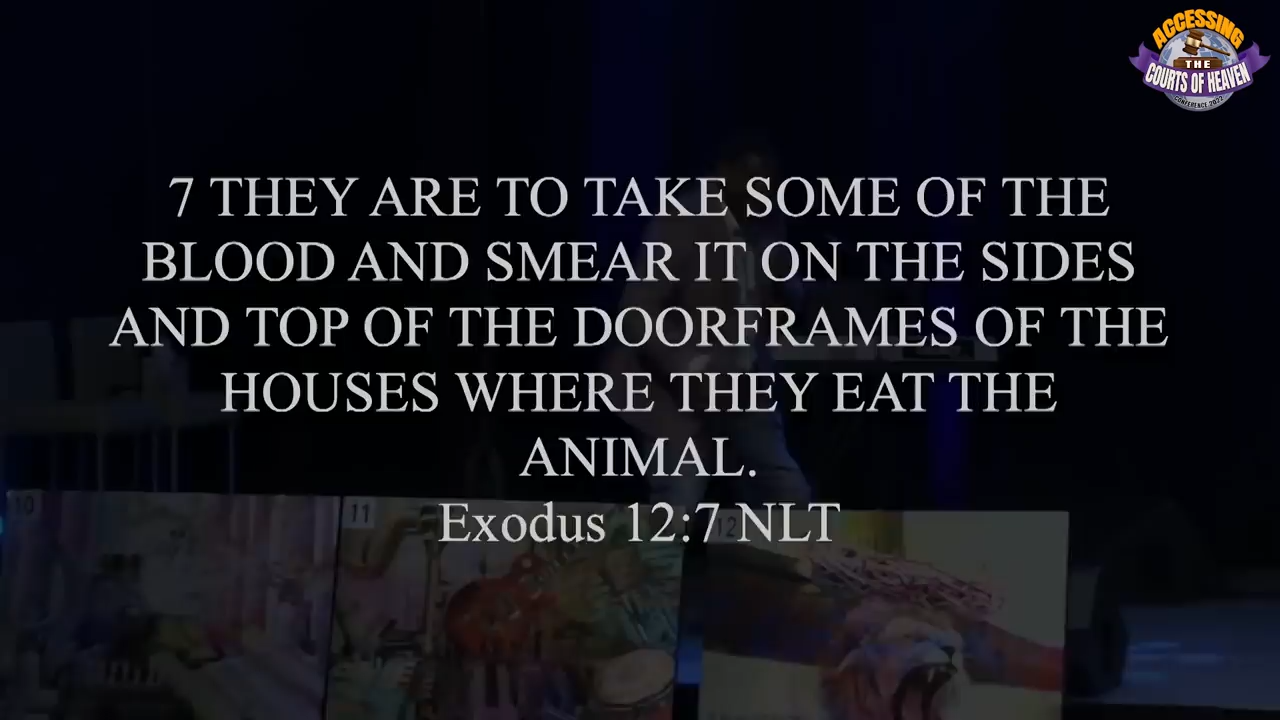 ACCESSING
THE
COURTS OF HEAVEN
CONFERENCE 2022
7 THEY ARE TO TAKE SOME OF THE
BLOOD AND SMEAR IT ON THE SIDES
AND TOP OF THE DOORFRAMES OF THE
HOUSES WHERE THEY EAT THE
ANIMAL.
Exodus 12:7 NLT
10
11
12